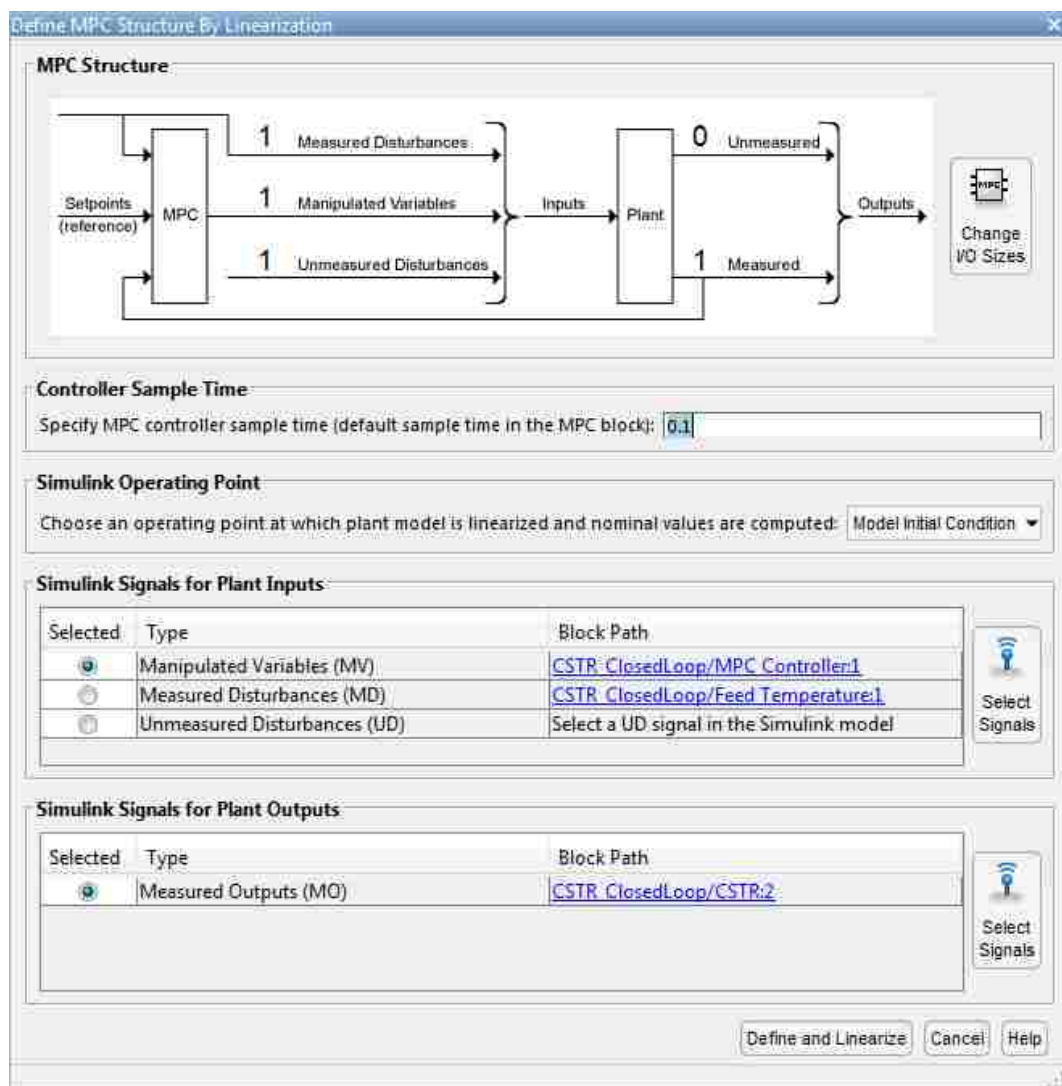 Define MPC Structure By Linearization
MPC Structure
1 Measured Disturbances
0 Unmeasured
Setpoints
(reference)
MPC
1 Manipulated Variables
Inputs
Plant
Outputs
1 Unmeasured Disturbances
1 Measured
MPC
Change
I/O Sizes
Controller Sample Time
Specify MPC controller sample time (default sample time in the MPC block): 0.1
Simulink Operating Point
Choose an operating point at which plant model is linearized and nominal values are computed: Model Initial Condition
Simulink Signals for Plant Inputs
Selected Type Block Path
Manipulated Variables (MV) CSTR_ClosedLoop/MPC Controller:1
Measured Disturbances (MD) CSTR_ClosedLoop/Feed Temperature:1
Unmeasured Disturbances (UD) Select a UD signal in the Simulink model
Select
Signals
Simulink Signals for Plant Outputs
Selected Type Block Path
Measured Outputs (MO) CSTR_ClosedLoop/CSTR:2
Select
Signals
Define and Linearize Cancel Help